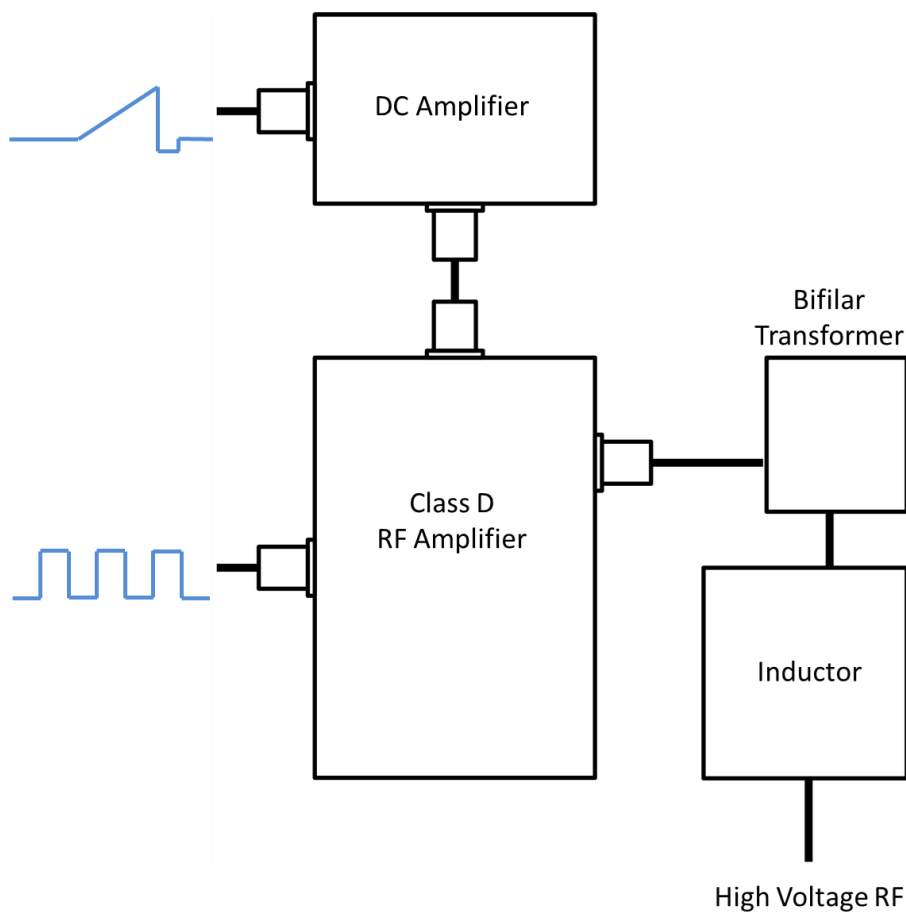 DC Amplifier
Bifilar
Transformer
Class D
RF Amplifier
Inductor
High Voltage RF